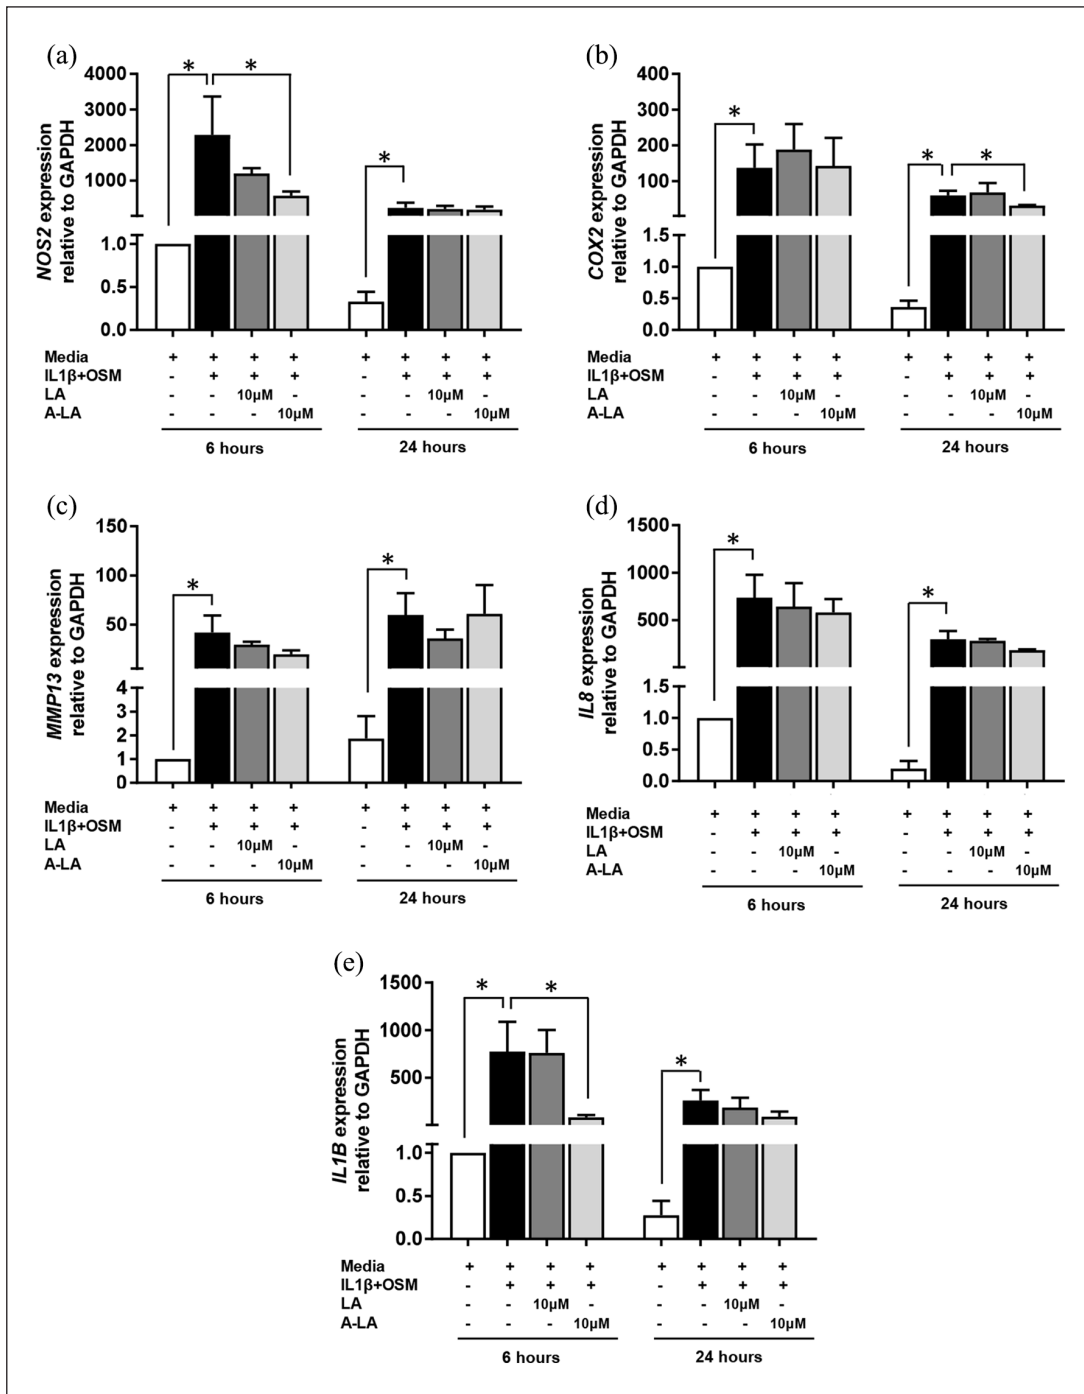 (a)
* *
4000
3000
2000
1000
1.0
0.5
0.0
NOS2 expression
relative to GAPDH
*
Media + + + + + + + +
IL1β+OSM - + + + - + + +
LA - - 10µM - - - 10µM -
A-LA - - - 10µM - - - 10µM
6 hours 24 hours
(b)
400
300
200
100
1.5
1.0
0.5
0.0
COX2 expression
relative to GAPDH
* * *
Media + + + + + + + +
IL1β+OSM - + + + - + + +
LA - - 10µM - - - 10µM -
A-LA - - - 10µM - - - 10µM
6 hours 24 hours
(c)
150
100
50
4
3
2
1
0
MMP13 expression
relative to GAPDH
* *
Media + + + + + + + +
IL1β+OSM - + + + - + + +
LA - - 10µM - - - 10µM -
A-LA - - - 10µM - - - 10µM
6 hours 24 hours
(d)
1500
1000
500
1.5
1.0
0.5
0.0
IL8 expression
relative to GAPDH
* *
Media + + + + + + + +
IL1β+OSM - + + + - + + +
LA - - 10µM - - - 10µM -
A-LA - - - 10µM - - - 10µM
6 hours 24 hours
(e)
1500
1000
500
1.0
0.5
0.0
IL1B expression
relative to GAPDH
* * *
Media + + + + + + + +
IL1β+OSM - + + + - + + +
LA - - 10µM - - - 10µM -
A-LA - - - 10µM - - - 10µM
6 hours 24 hours